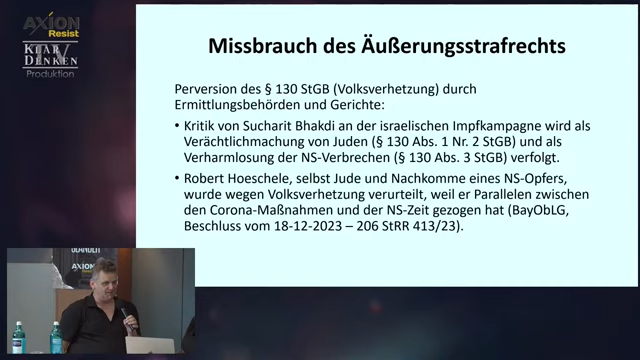 AXION
Resist
KLAR
DENKEN
TV
Produktion
Missbrauch des Äußerungsstrafrechts
Perversion des § 130 StGB (Volksverhetzung) durch
Ermittlungsbehörden und Gerichte:
• Kritik von Sucharit Bhakdi an der israelischen Impfkampagne wird als
Verächtlichmachung von Juden (§ 130 Abs. 1 Nr. 2 StGB) und als
Verharmlosung der NS-Verbrechen (§ 130 Abs. 3 StGB) verfolgt.
• Robert Hoeschele, selbst Jude und Nachkomme eines NS-Opfers,
wurde wegen Volksverhetzung verurteilt, weil er Parallelen zwischen
den Corona-Maßnahmen und der NS-Zeit gezogen hat (BayObLG,
Beschluss vom 18-12-2023 – 206 StRR 413/23).
AXION